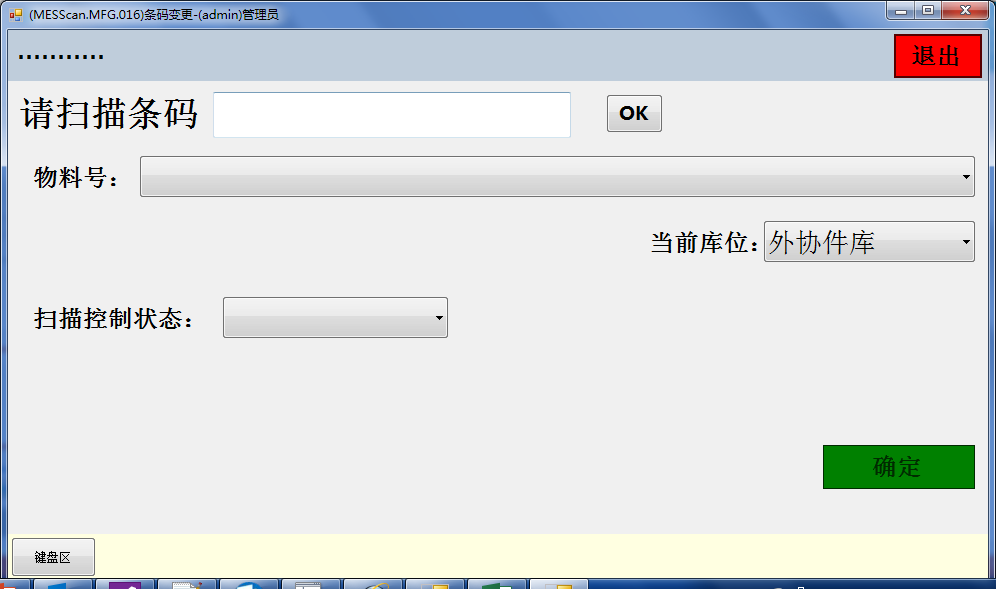 (MESScan.MFG.016)条码变更-(admin)管理员
...........
退出
请扫描条码
OK
物料号：
当前库位： 外协件库
扫描控制状态：
确定
键盘区